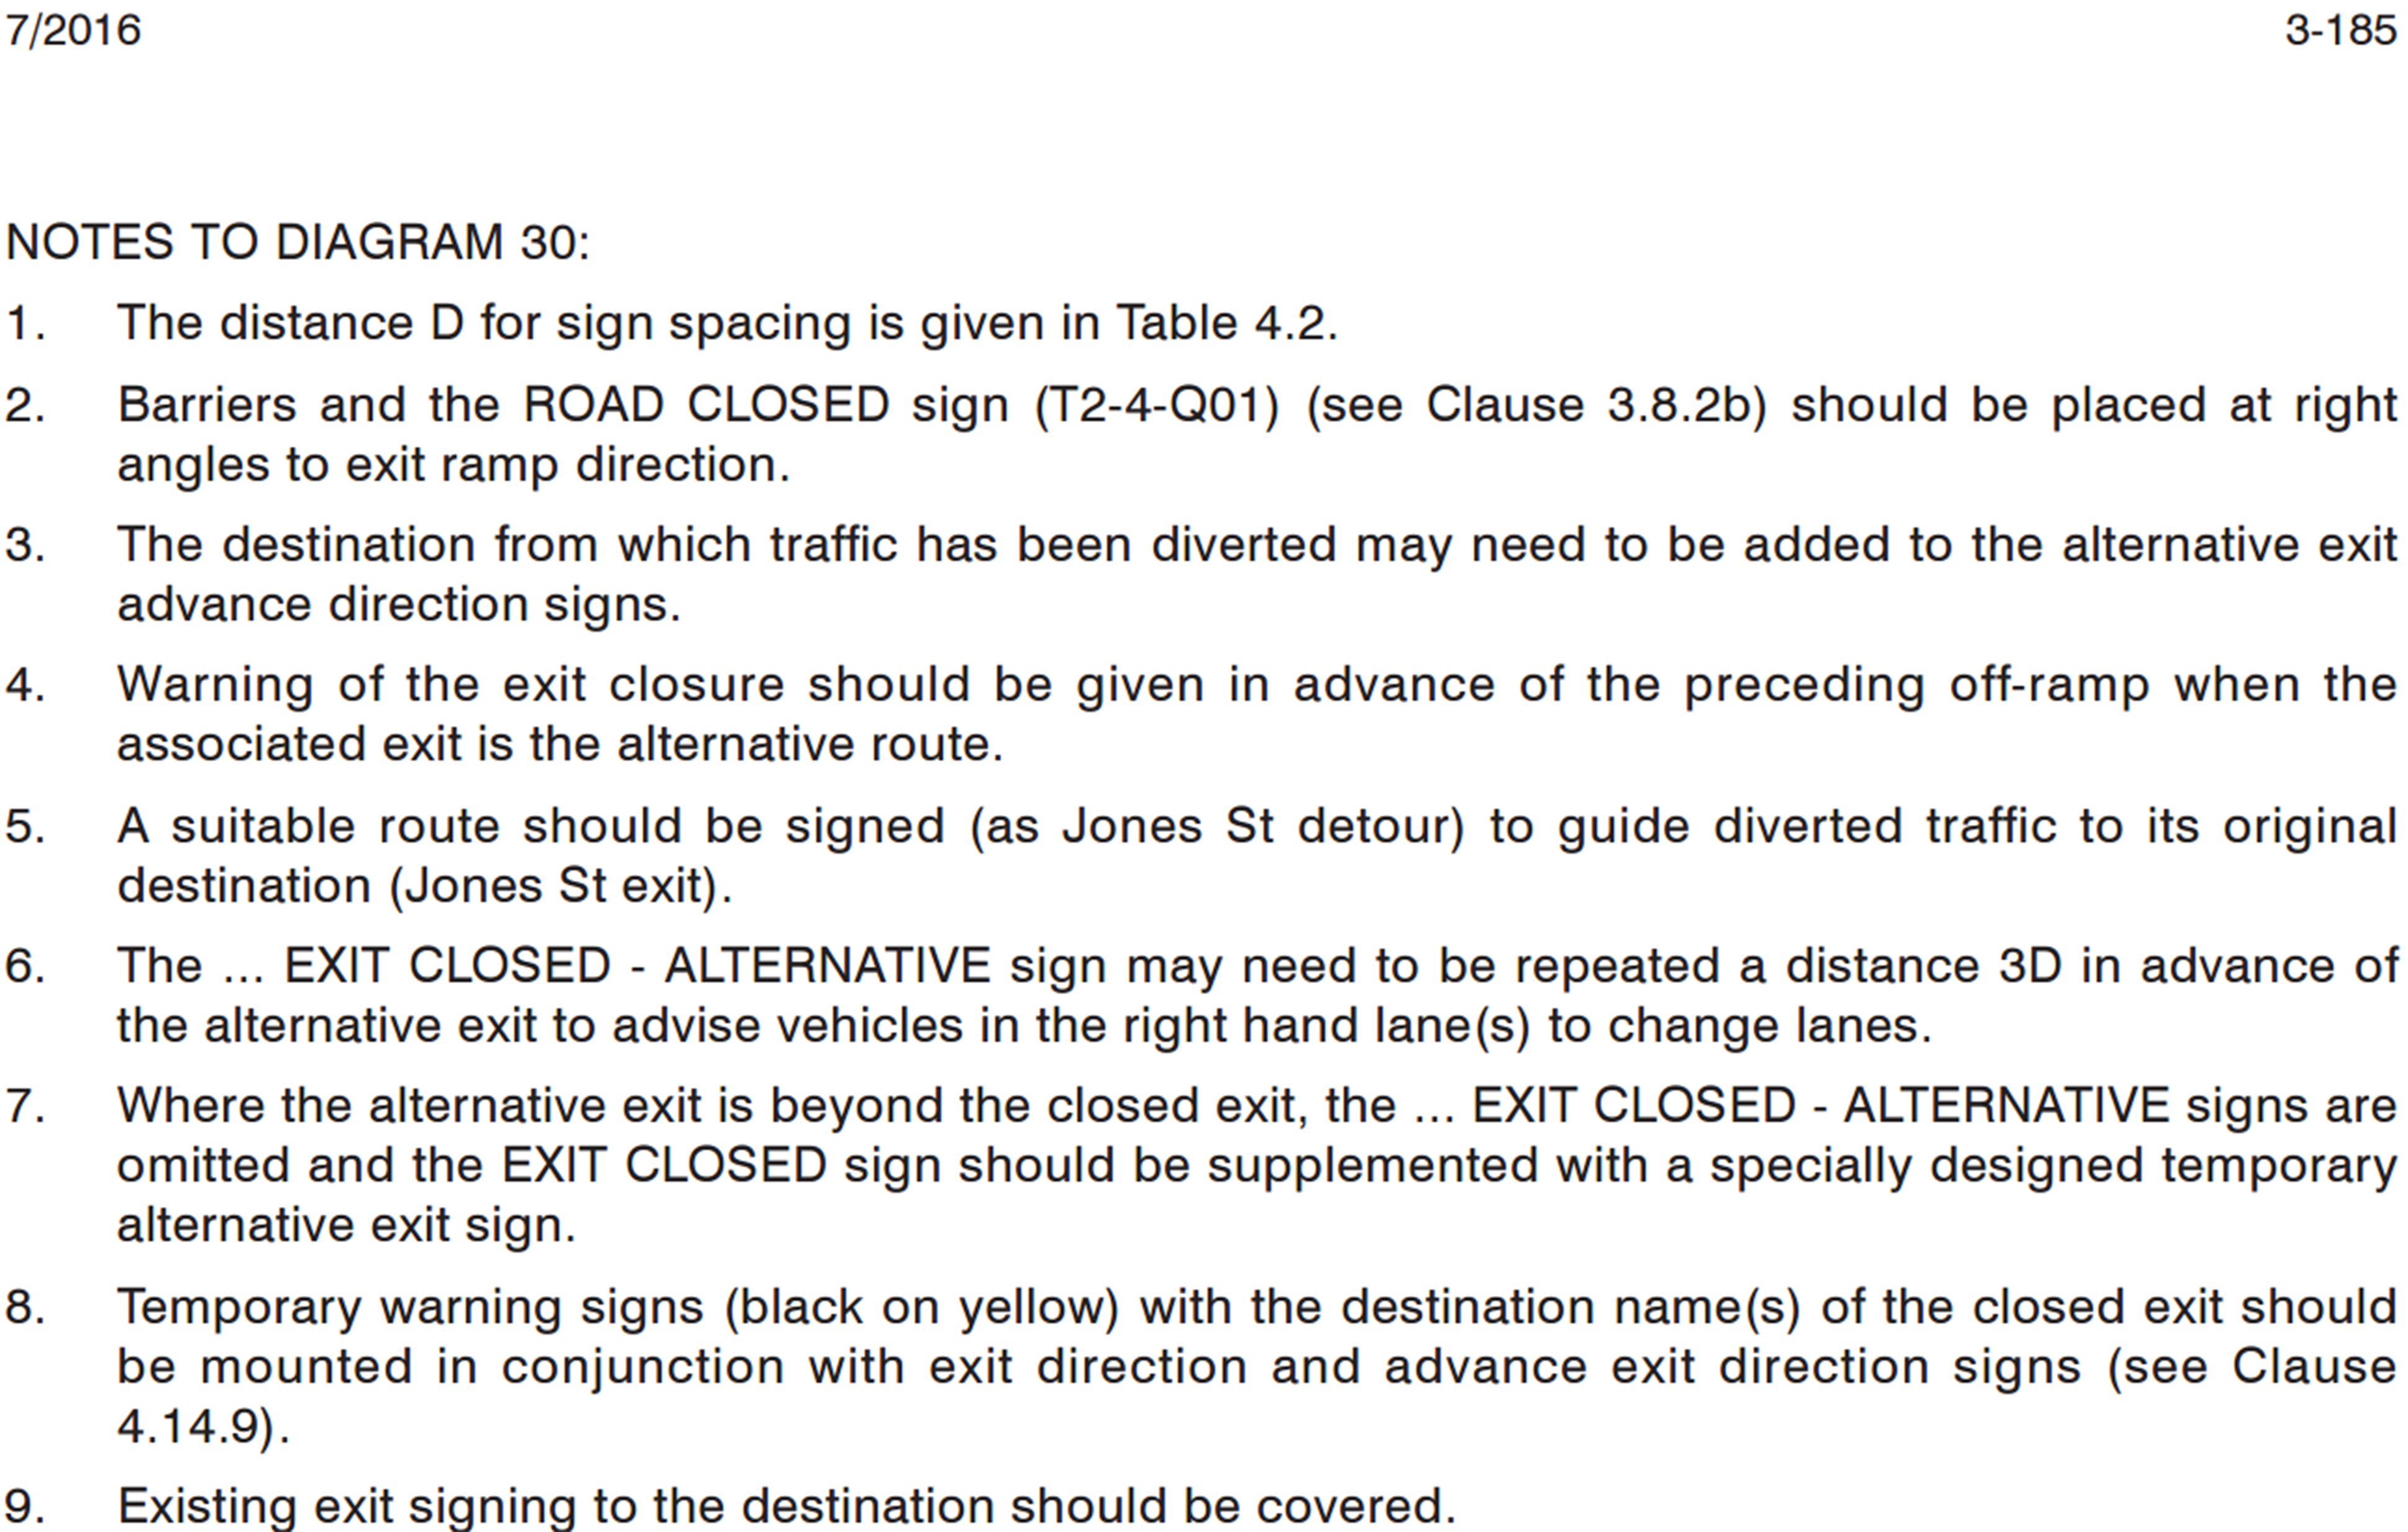 7/2016 3-185
NOTES TO DIAGRAM 30:
1. The distance D for sign spacing is given in Table 4.2.
2. Barriers and the ROAD CLOSED sign (T2-4-Q01) (see Clause 3.8.2b) should be placed at right
angles to exit ramp direction.
3. The destination from which traffic has been diverted may need to be added to the alternative exit
advance direction signs.
4. Warning of the exit closure should be given in advance of the preceding off-ramp when the
associated exit is the alternative route.
5. A suitable route should be signed (as Jones St detour) to guide diverted traffic to its original
destination (Jones St exit).
6. The ... EXIT CLOSED - ALTERNATIVE sign may need to be repeated a distance 3D in advance of
the alternative exit to advise vehicles in the right hand lane(s) to change lanes.
7. Where the alternative exit is beyond the closed exit, the ... EXIT CLOSED - ALTERNATIVE signs are
omitted and the EXIT CLOSED sign should be supplemented with a specially designed temporary
alternative exit sign.
8. Temporary warning signs (black on yellow) with the destination name(s) of the closed exit should
be mounted in conjunction with exit direction and advance exit direction signs (see Clause
4.14.9).
9. Existing exit signing to the destination should be covered.